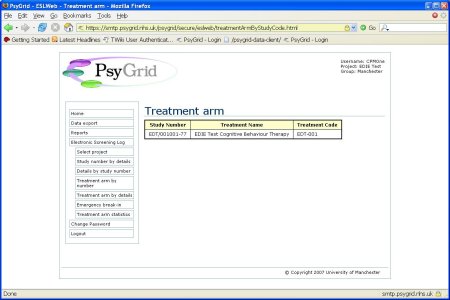 PsyGrid - ESLWeb - Treatment arm - Mozilla Firefox
File Edit View Go Bookmarks Tools Help
https://smtp.psygrid.nhs.uk/psygrid/secure/eslweb/treatmentArmByStudyCode.html Go
Getting Started Latest Headlines TWiki User Authenticat... PsyGrid - Login /psygrid-data-client/ PsyGrid - Login
PsyGrid
Username: CPMOne
Project: EDIE Test
Group: Manchester
Home
Data export
Reports
Electronic Screening Log
Select project
Study number by details
Details by study number
Treatment arm by
number
Treatment arm by details
Emergency break-in
Treatment arm statistics
Change Password
Logout
Treatment arm
Study Number Treatment Name Treatment Code
EDT/001001-77 EDIE Test Cognitive Behaviour Therapy EDT-001
© Copyright 2007 University of Manchester
Done smtp.psygrid.nhs.uk